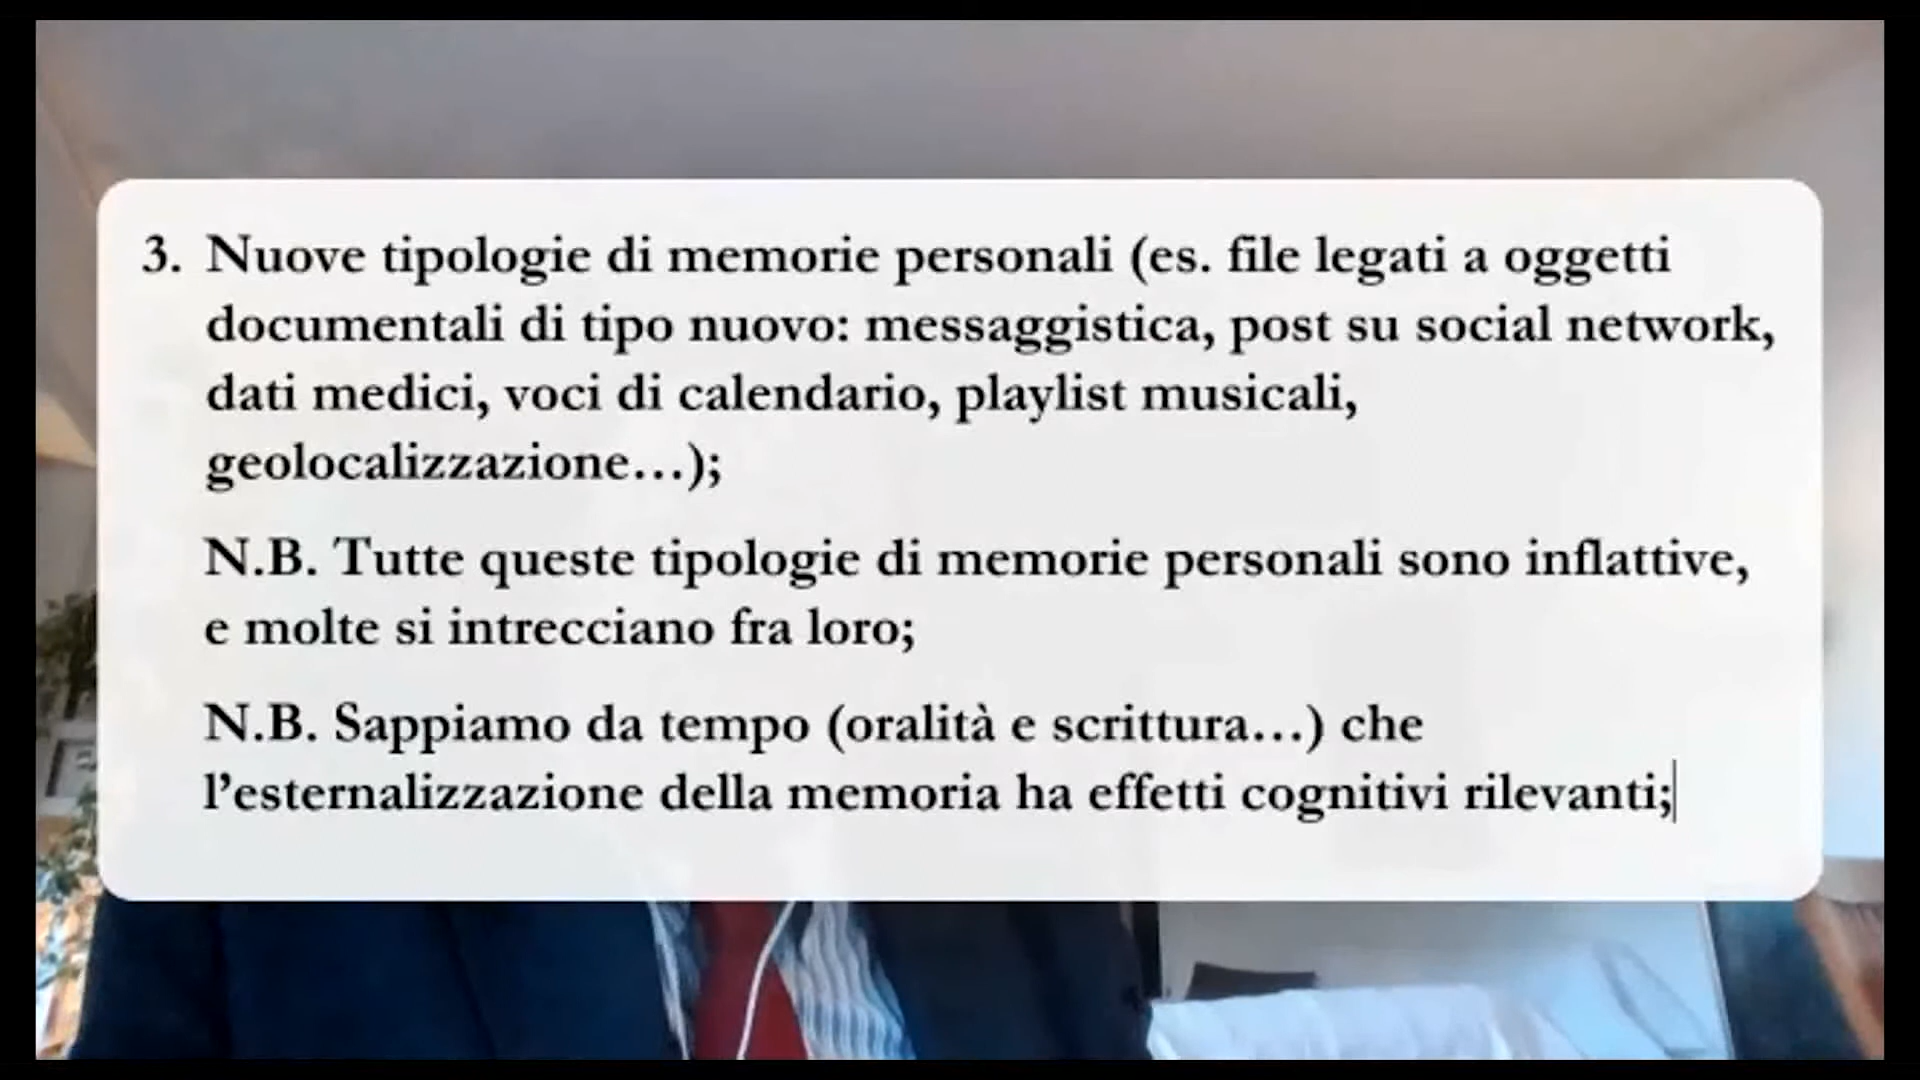 3. Nuove tipologie di memorie personali (es. file legati a oggetti
documentali di tipo nuovo: messaggistica, post su social network,
dati medici, voci di calendario, playlist musicali,
geolocalizzazione...);
N.B. Tutte queste tipologie di memorie personali sono inflattive,
e molte si intrecciano fra loro;
N.B. Sappiamo da tempo (oralità e scrittura...) che
l’esternalizzazione della memoria ha effetti cognitivi rilevanti;